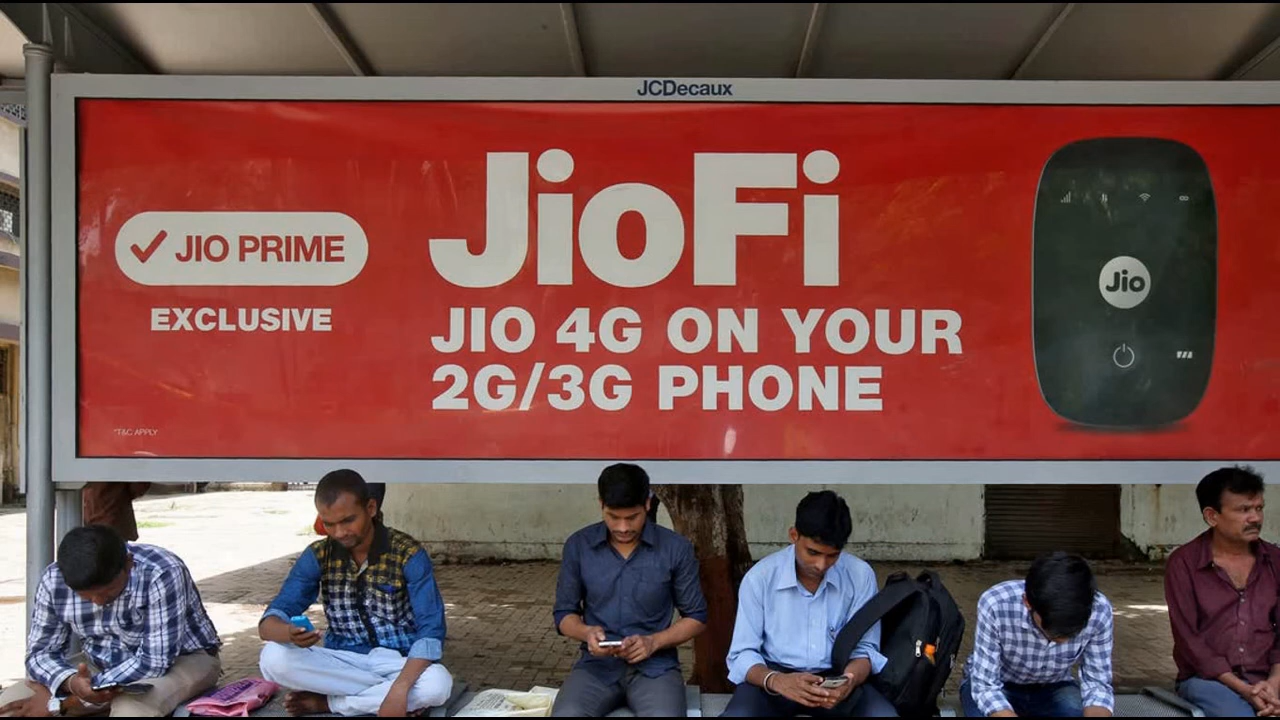 JCDecaux
✓ JIO PRIME
EXCLUSIVE
JioFi
JIO 4G ON YOUR
2G/3G PHONE
Jio
*T&C APPLY